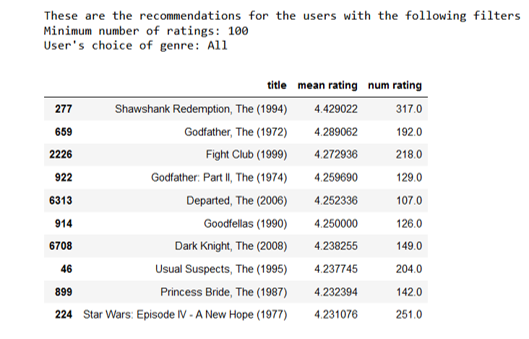 These are the recommendations for the users with the following filters
Minimum number of ratings: 100
User's choice of genre: All
title mean rating num rating
277 Shawshank Redemption, The (1994) 4.429022 317.0
659 Godfather, The (1972) 4.289062 192.0
2226 Fight Club (1999) 4.272936 218.0
922 Godfather: Part II, The (1974) 4.259690 129.0
6313 Departed, The (2006) 4.252336 107.0
914 Goodfellas (1990) 4.250000 126.0
6708 Dark Knight, The (2008) 4.238255 149.0
46 Usual Suspects, The (1995) 4.237745 204.0
899 Princess Bride, The (1987) 4.232394 142.0
224 Star Wars: Episode IV - A New Hope (1977) 4.231076 251.0